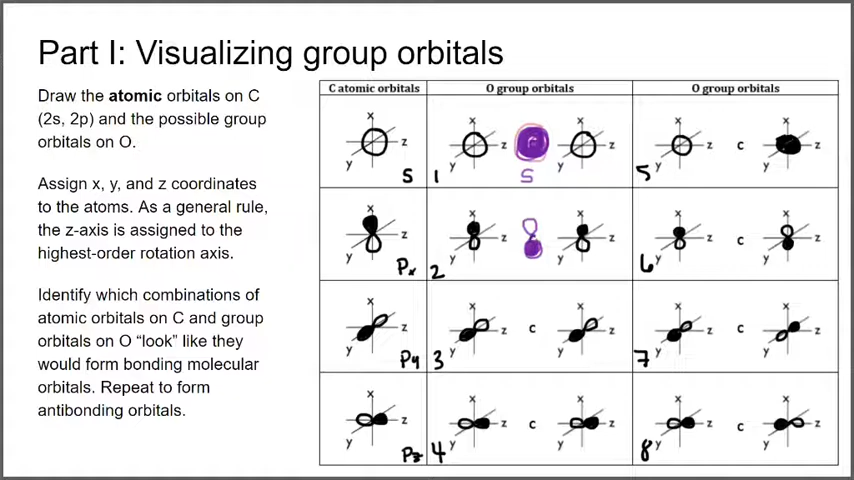 Part I: Visualizing group orbitals
Draw the atomic orbitals on C
(2s, 2p) and the possible group
orbitals on O.
Assign x, y, and z coordinates
to the atoms. As a general rule,
the z-axis is assigned to the
highest-order rotation axis.
Identify which combinations of
atomic orbitals on C and group
orbitals on O “look” like they
would form bonding molecular
orbitals. Repeat to form
antibonding orbitals.
C atomic orbitals O group orbitals O group orbitals
x x x x x
z z z c z z
y y y y y
S 1 S 5
x x x x x
z z z c z z
y y y y y
Px 2 6
x x x x x
z z c z z c z
y y y y y
Py 3 7
x x x x x
z z c z z c z
y y y y y
Pz 4 8